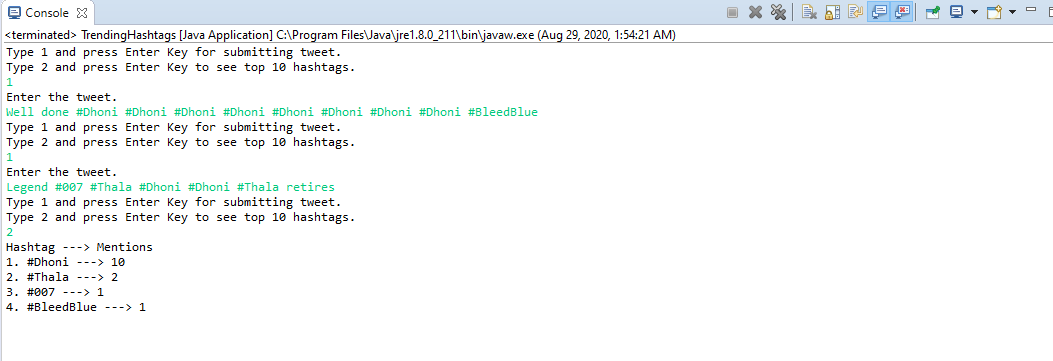 Console
<terminated> TrendingHashtags [Java Application] C:\Program Files\Java\jre1.8.0_211\bin\javaw.exe (Aug 29, 2020, 1:54:21 AM)
Type 1 and press Enter Key for submitting tweet.
Type 2 and press Enter Key to see top 10 hashtags.
1
Enter the tweet.
Well done #Dhoni #Dhoni #Dhoni #Dhoni #Dhoni #Dhoni #Dhoni #Dhoni #BleedBlue
Type 1 and press Enter Key for submitting tweet.
Type 2 and press Enter Key to see top 10 hashtags.
1
Enter the tweet.
Legend #007 #Thala #Dhoni #Dhoni #Thala retires
Type 1 and press Enter Key for submitting tweet.
Type 2 and press Enter Key to see top 10 hashtags.
2
Hashtag ---> Mentions
1. #Dhoni ---> 10
2. #Thala ---> 2
3. #007 ---> 1
4. #BleedBlue ---> 1